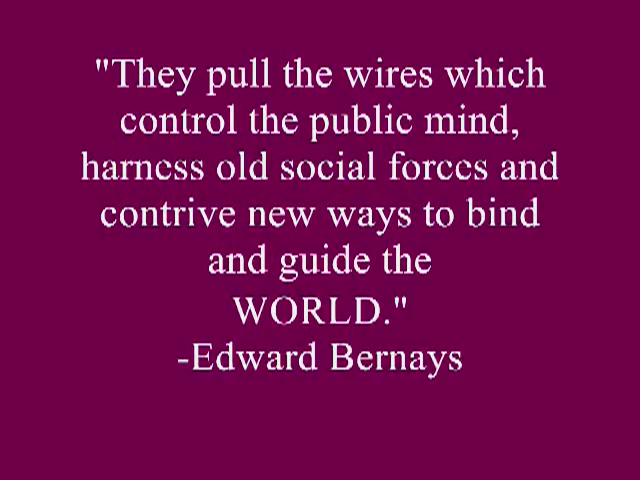 "They pull the wires which
control the public mind,
harness old social forces and
contrive new ways to bind
and guide the
WORLD."
-Edward Bernays